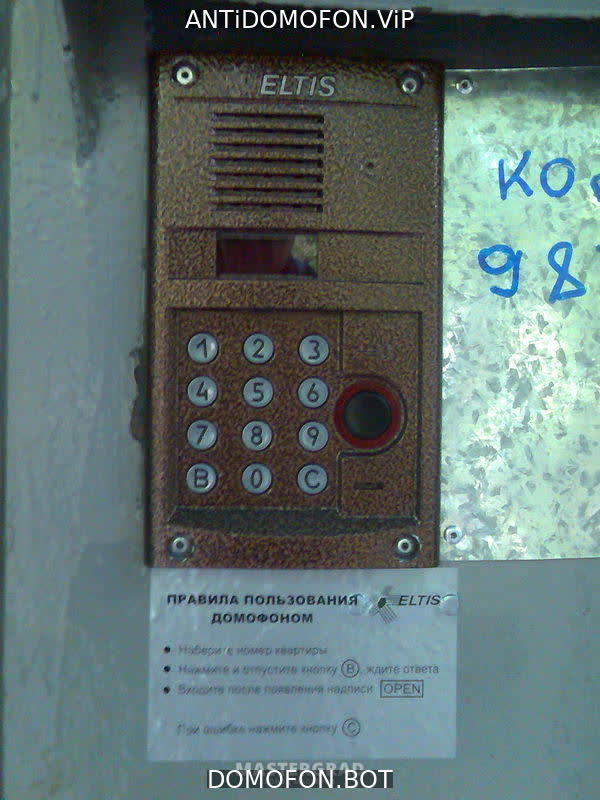 ANTiDOMOFON.ViP
ELTIS
КО
98
1 2 3
4 5 6
7 8 9
B 0 C
ПРАВИЛА ПОЛЬЗОВАНИЯ
ДОМОФОНОМ
ELTIS
Наберите номер квартиры
Нажмите и отпустите кнопку B, ждите ответа
Входите после появления надписи OPEN
При ошибке нажмите кнопку C
MASTERGRAD
DOMOFON.BOT